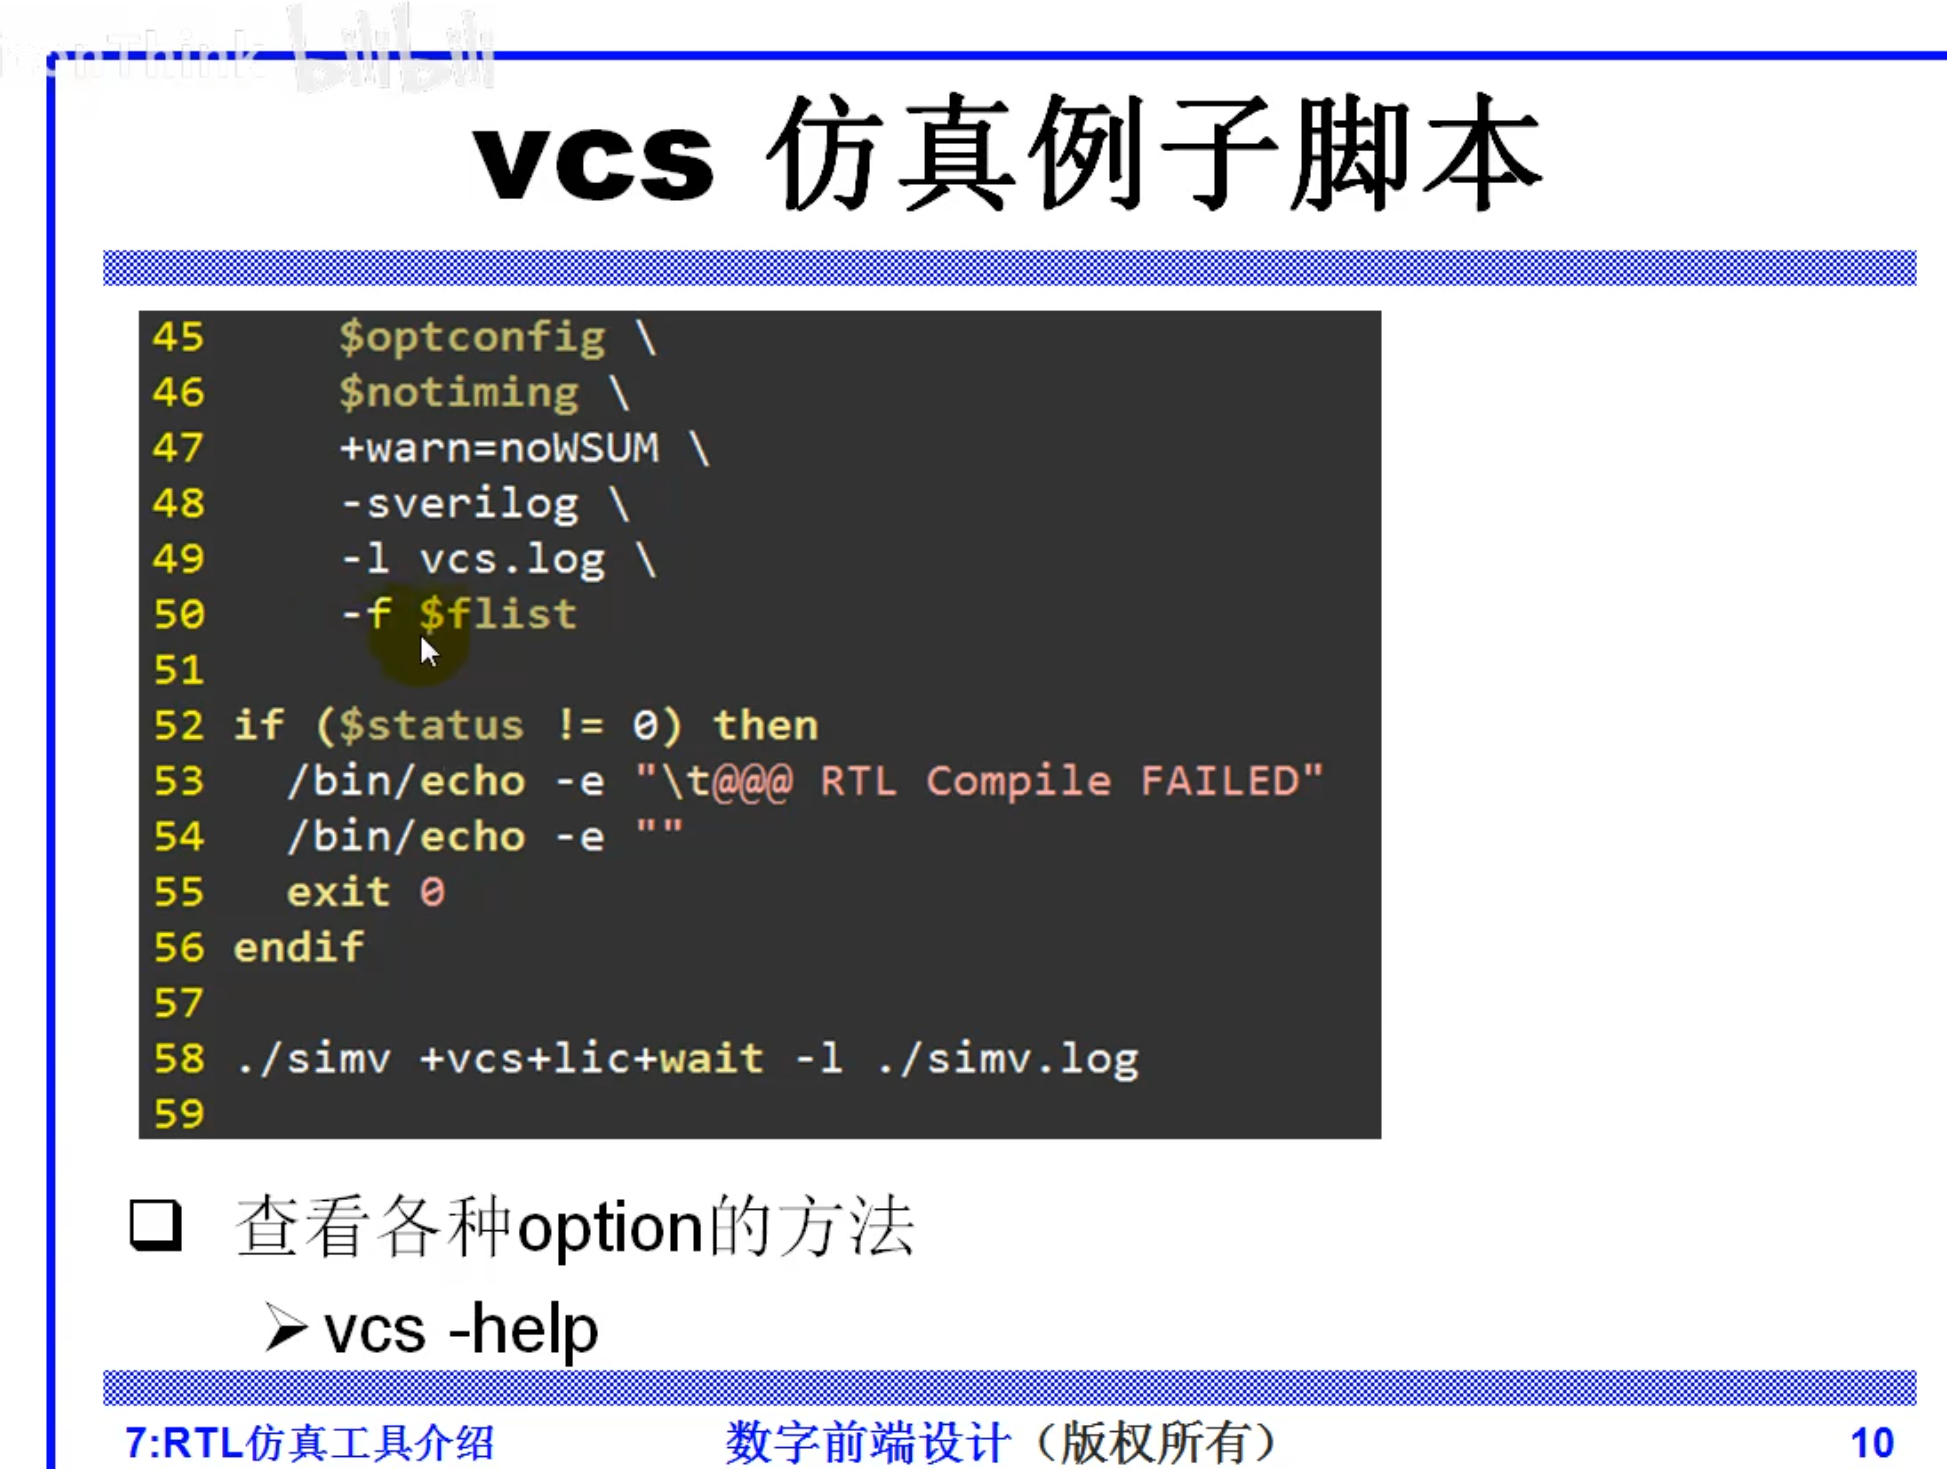 bilibili
vcs 仿真例子脚本
45 $optconfig \
46 $notiming \
47 +warn=noWSUM \
48 -sverilog \
49 -l vcs.log \
50 -f $flist
51
52 if ($status != 0) then
53 /bin/echo -e "\t@@@ RTL Compile FAILED"
54 /bin/echo -e ""
55 exit 0
56 endif
57
58 ./simv +vcs+lic+wait -l ./simv.log
59
查看各种option的方法
vcs -help
7:RTL仿真工具介绍
数字前端设计（版权所有）
10